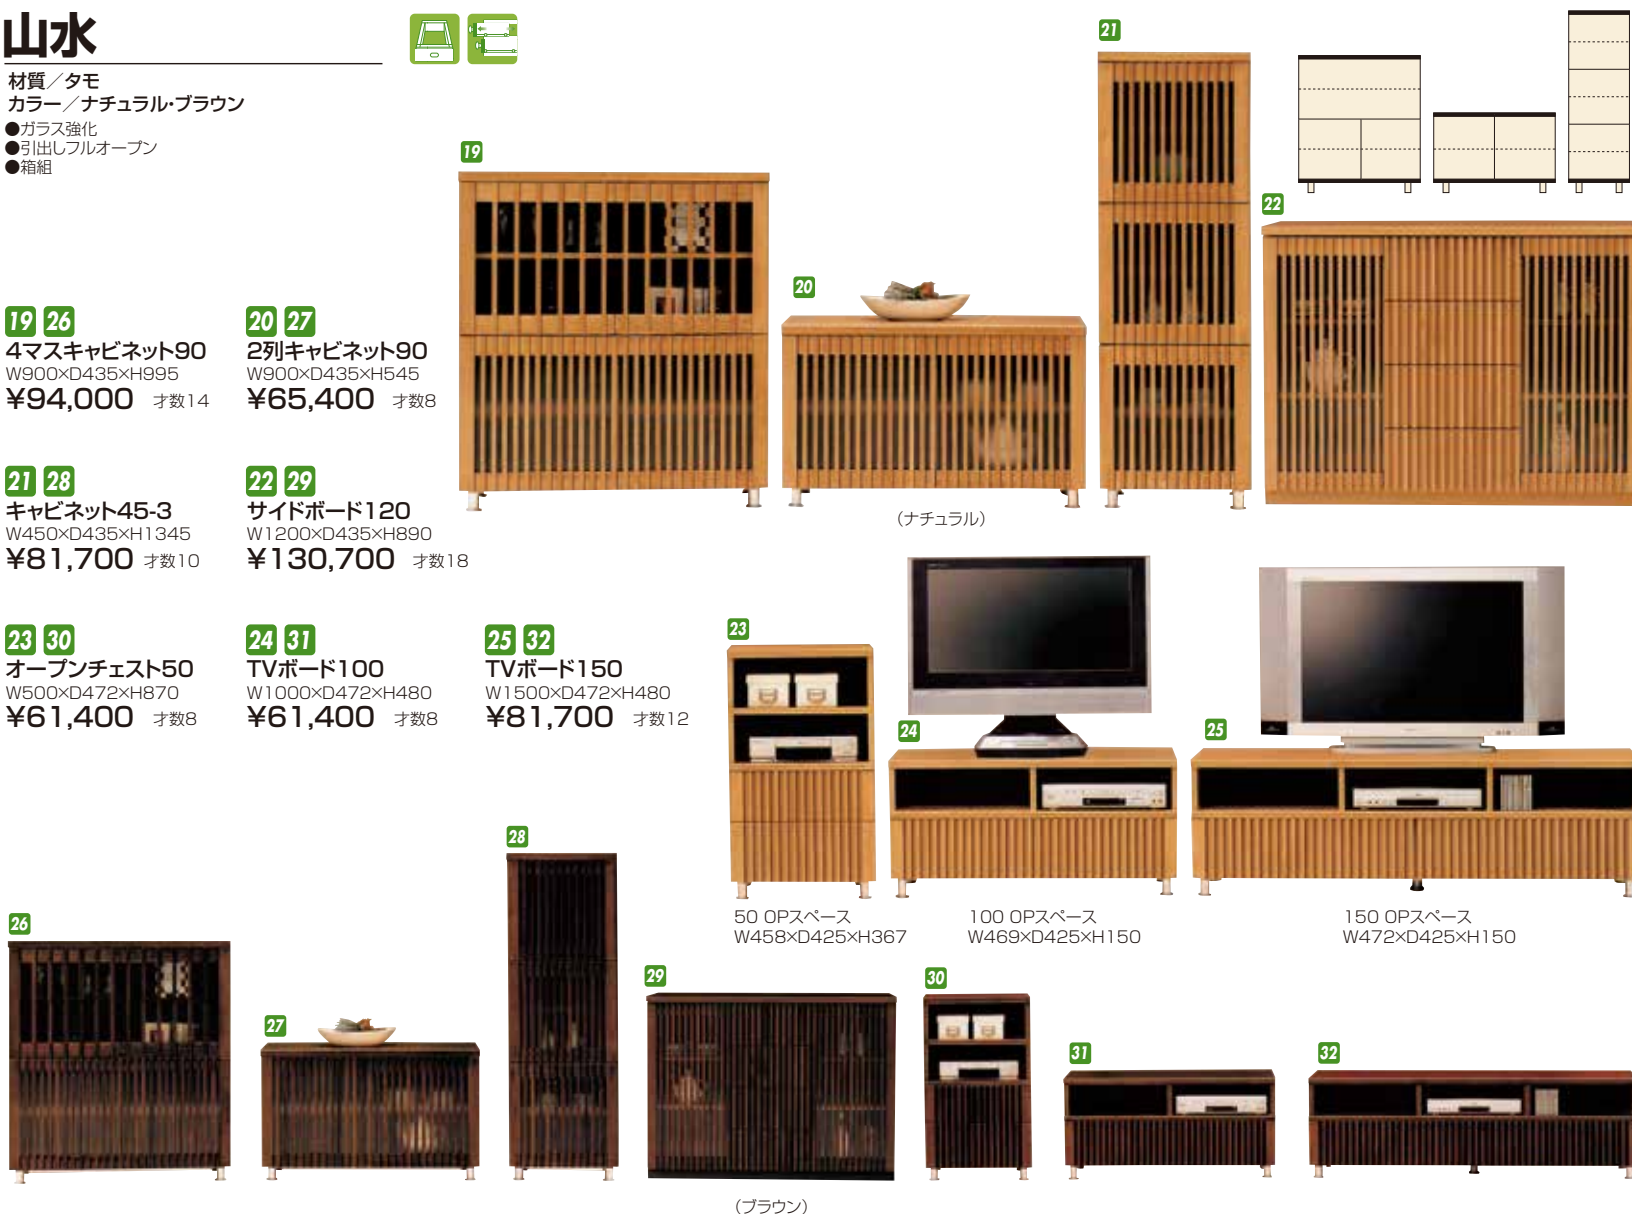 山水
材質／タモ
カラー／ナチュラル・ブラウン
●ガラス強化
●引出しフルオープン
●箱組
19 26
4マスキャビネット90
W900×D435×H995
¥94,000 才数14
20 27
2列キャビネット90
W900×D435×H545
¥65,400 才数8
21 28
キャビネット45-3
W450×D435×H1345
¥81,700 才数10
22 29
サイドボード120
W1200×D435×H890
¥130,700 才数18
23 30
オープンチェスト50
W500×D472×H870
¥61,400 才数8
24 31
TVボード100
W1000×D472×H480
¥61,400 才数8
25 32
TVボード150
W1500×D472×H480
¥81,700 才数12
19
20
21
22
（ナチュラル）
23
24
25
50 OPスペース
W458×D425×H367
100 OPスペース
W469×D425×H150
150 OPスペース
W472×D425×H150
26
27
28
29
30
31
32
（ブラウン）